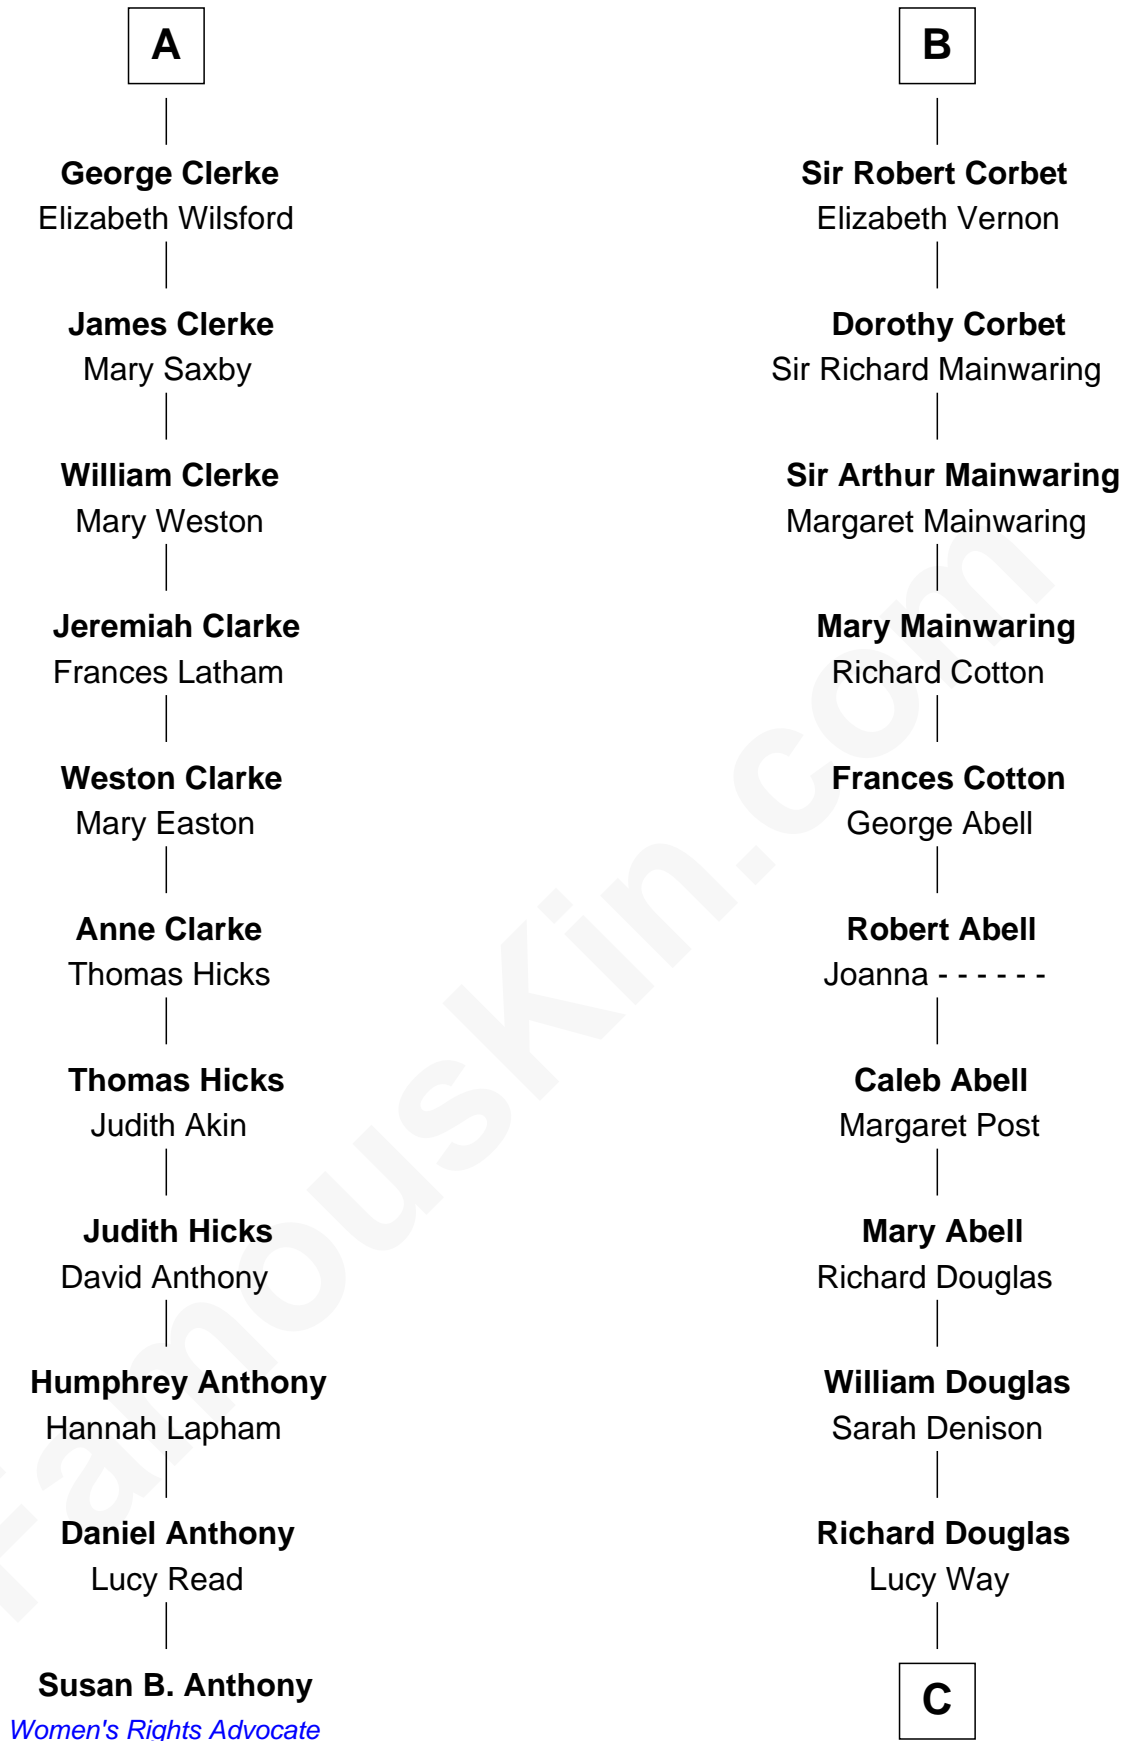 A
George Clerke
Elizabeth Wilsford
James Clerke
Mary Saxby
William Clerke
Mary Weston
Jeremiah Clarke
Frances Latham
Weston Clarke
Mary Easton
Anne Clarke
Thomas Hicks
Thomas Hicks
Judith Akin
Judith Hicks
David Anthony
Humphrey Anthony
Hannah Lapham
Daniel Anthony
Lucy Read
Susan B. Anthony
Women's Rights Advocate
B
Sir Robert Corbet
Elizabeth Vernon
Dorothy Corbet
Sir Richard Mainwaring
Sir Arthur Mainwaring
Margaret Mainwaring
Mary Mainwaring
Richard Cotton
Frances Cotton
George Abell
Robert Abell
Joanna - - - - - -
Caleb Abell
Margaret Post
Mary Abell
Richard Douglas
William Douglas
Sarah Denison
Richard Douglas
Lucy Way
C
FamousKin.com